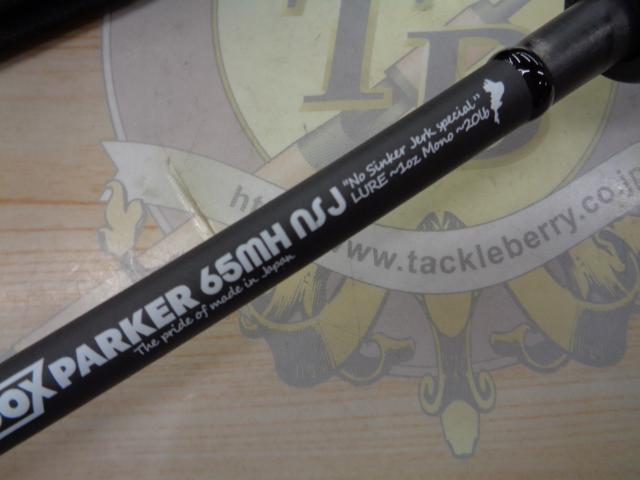 TB
"No Sinker Jerk special"
LURE ~1oz Mono ~20lb
PARKER 65MH NSJ
The pride of made in Japan
www.tackleberry.co.jp